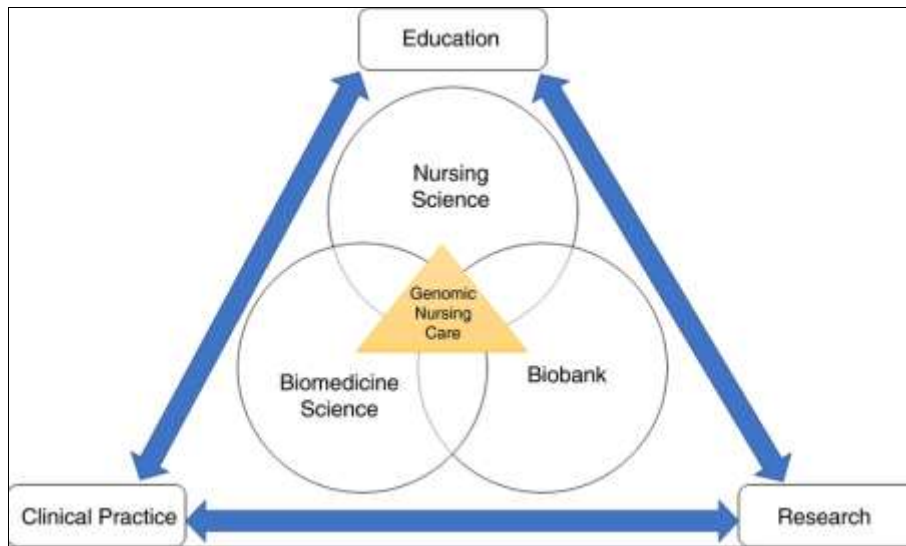 Education
Nursing
Science
Genomic
Nursing
Care
Biomedicine
Science
Biobank
Clinical Practice
Research